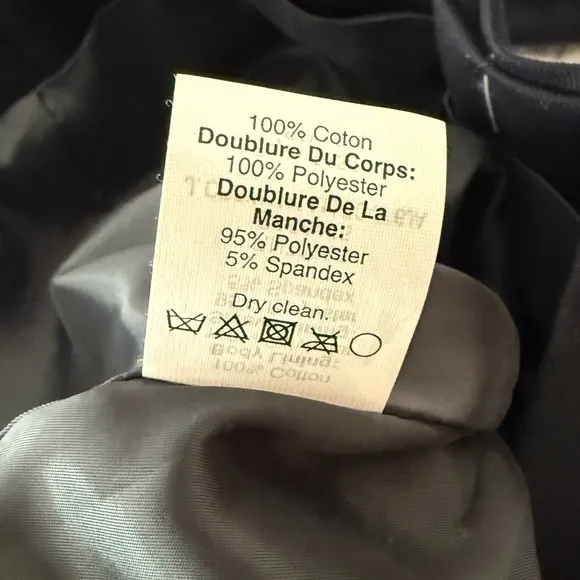 100% Coton
Doublure Du Corps:
100% Polyester
Doublure De La
Manche:
95% Polyester
5% Spandex
Dry clean.